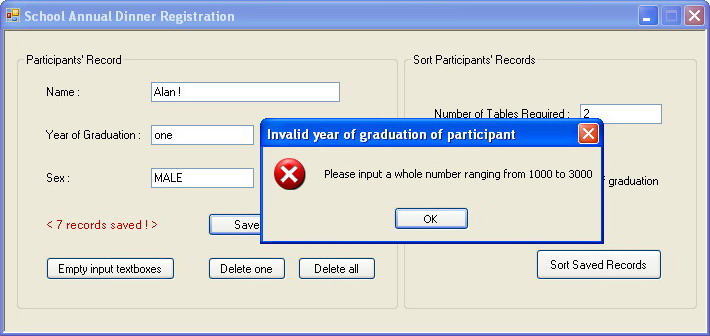 School Annual Dinner Registration
Participants' Record
Name :
Alan !
Year of Graduation :
one
Sex :
MALE
< 7 records saved ! >
Save
Empty input textboxes
Delete one
Delete all
Sort Participants' Records
Number of Tables Required :
2
graduation
Sort Saved Records
Invalid year of graduation of participant
Please input a whole number ranging from 1000 to 3000
OK